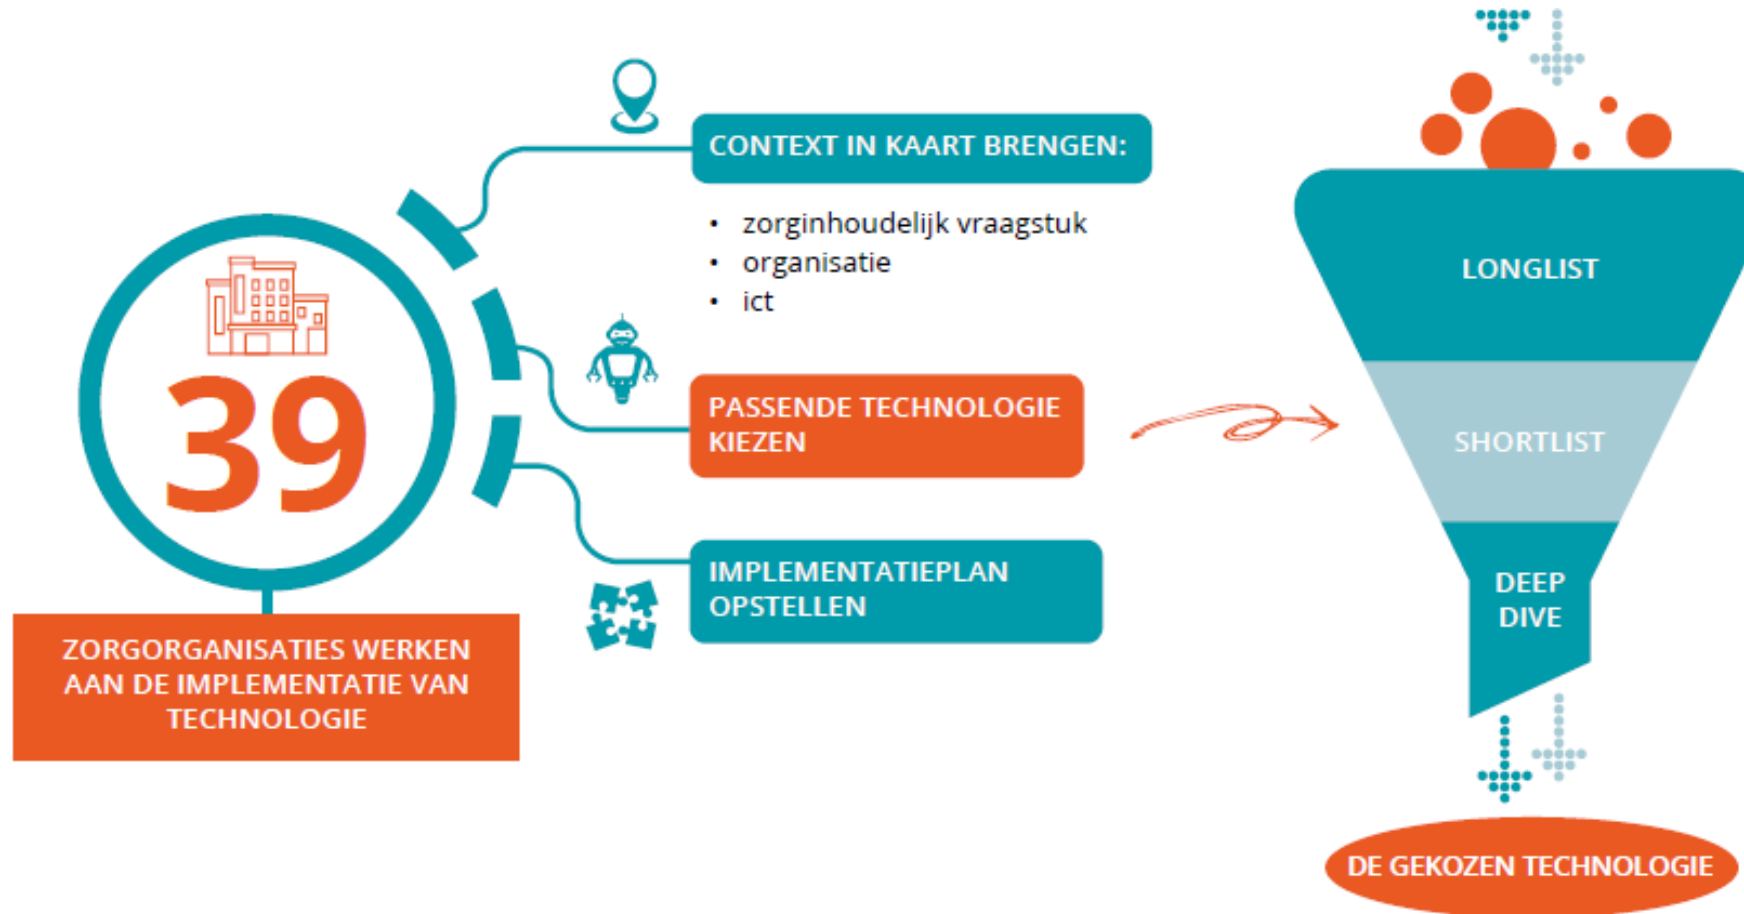 39
ZORGORGANISATIES WERKEN
AAN DE IMPLEMENTATIE VAN
TECHNOLOGIE
CONTEXT IN KAART BRENGEN:
• zorginhoudelijk vraagstuk
• organisatie
• ict
PASSENDE TECHNOLOGIE
KIEZEN
IMPLEMENTATIEPLAN
OPSTELLEN
LONGLIST
SHORTLIST
DEEP
DIVE
DE GEKOZEN TECHNOLOGIE